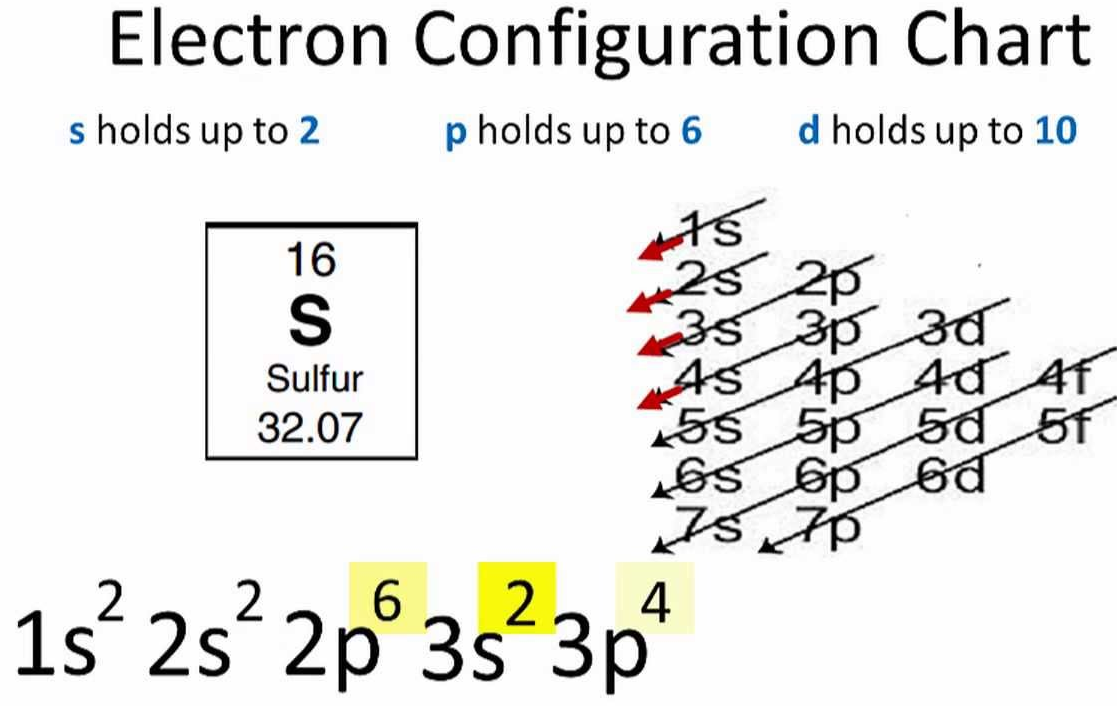 Electron Configuration Chart
s holds up to 2 p holds up to 6 d holds up to 10
16
S
Sulfur
32.07
1s
2s 2p
3s 3p 3d
4s 4p 4d 4f
5s 5p 5d 5f
6s 6p 6d
7s 7p
1s² 2s² 2p⁶ 3s² 3p⁴